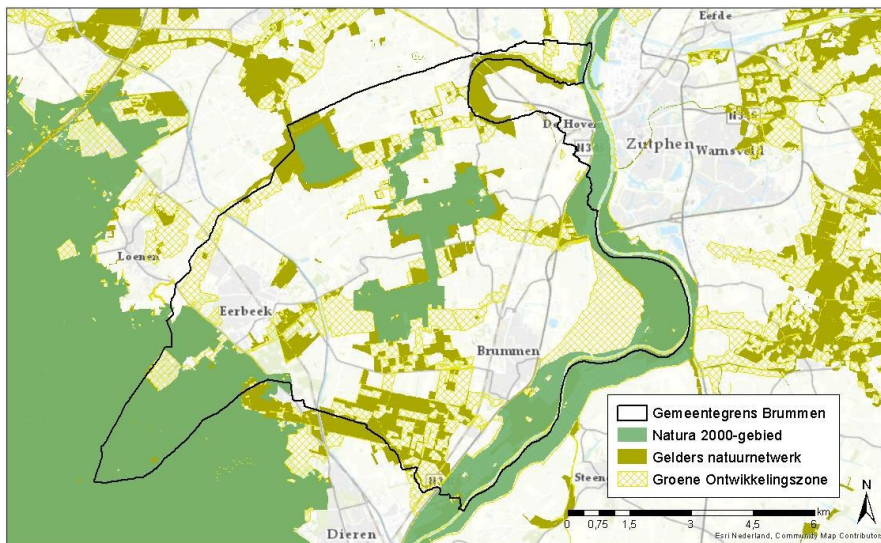 Eefde
De Hoven
Zutphen
Warnsveld
Loenen
Eerbeek
Brummen
Dieren
Gemeentegrens Brummen
Natura 2000-gebied
Gelders natuurnetwerk
Groene Ontwikkelingszone
N
km
0 0,75 1,5 3 4,5 6
Esri Nederland, Community Map Contributors